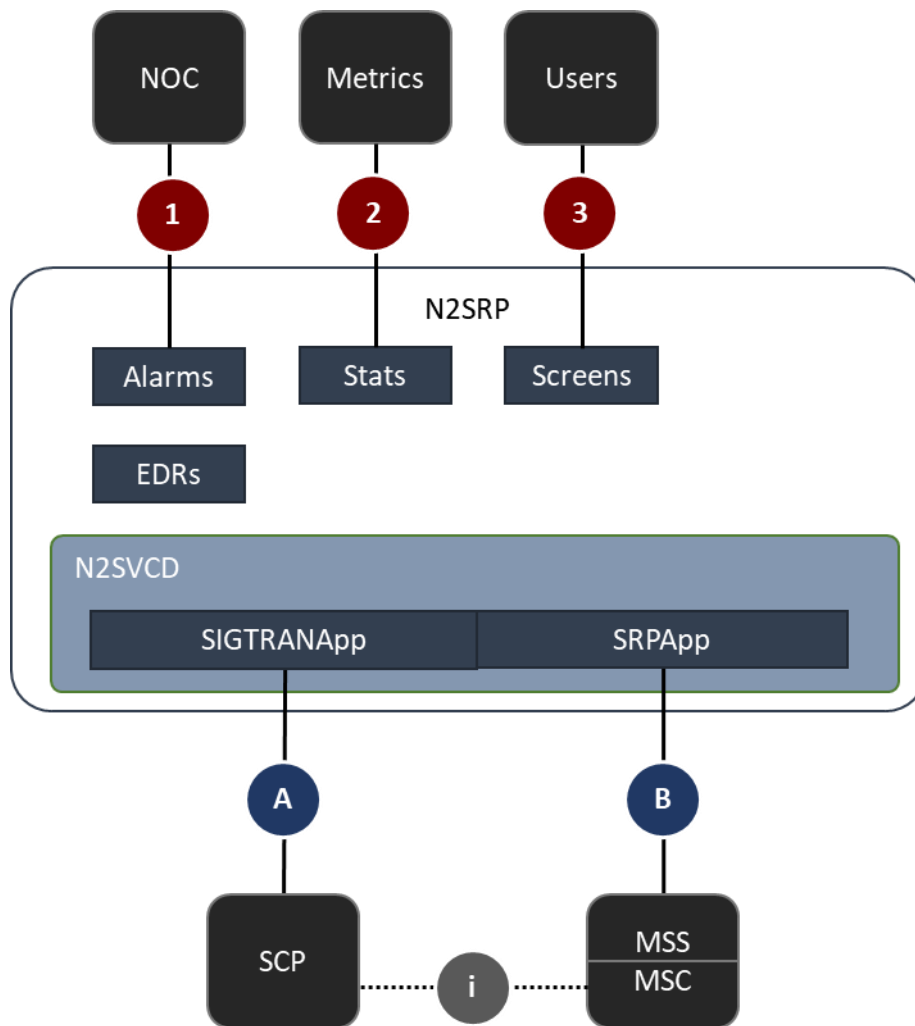 NOC
Metrics
Users
1
2
3
N2SRP
Alarms
Stats
Screens
EDRs
N2SVCD
SIGTRANApp
SRPApp
A
B
SCP
i
MSS
MSC